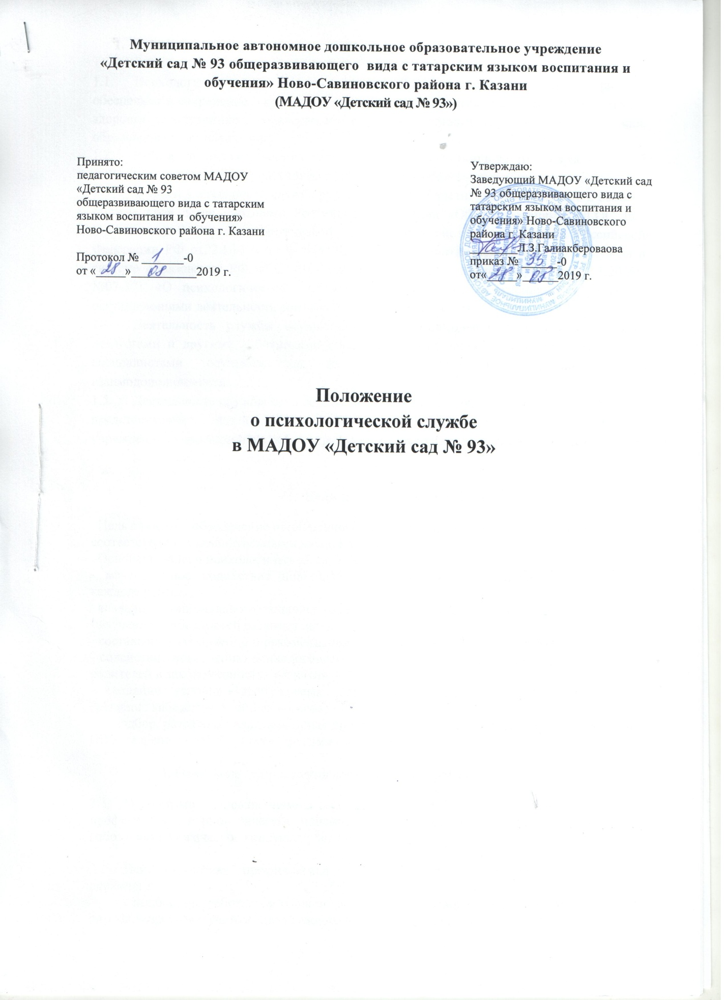 Муниципальное автономное дошкольное образовательное учреждение
«Детский сад № 93 общеразвивающего вида с татарским языком воспитания и
обучения» Ново-Савиновского района г. Казани
(МАДОУ «Детский сад № 93»)
Принято:
педагогическим советом МАДОУ
«Детский сад № 93
общеразвивающего вида с татарским
языком воспитания и обучения»
Ново-Савиновского района г. Казани
Протокол № 1 -0
от «28» 08 2019 г.
Утверждаю:
Заведующий МАДОУ «Детский сад
№ 93 общеразвивающего вида с
татарским языком воспитания и
обучения» Ново-Савиновского
района г. Казани
Л.З.Галиакбероваова
приказ № 35 -0
от«28» 08 2019 г.
Положение
о психологической службе
в МАДОУ «Детский сад № 93»